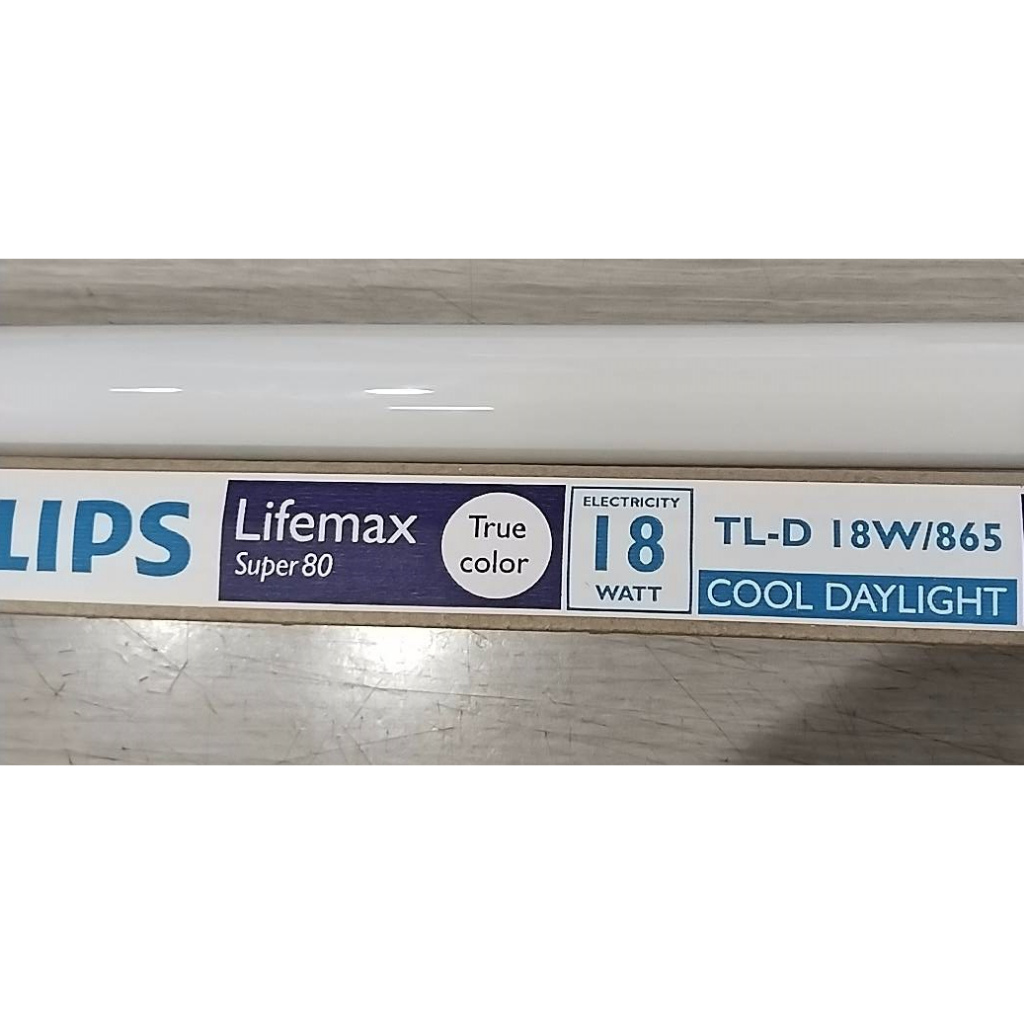 LIPS
Lifemax
Super 80
True
color
ELECTRICITY
18
WATT
TL-D 18W/865
COOL DAYLIGHT